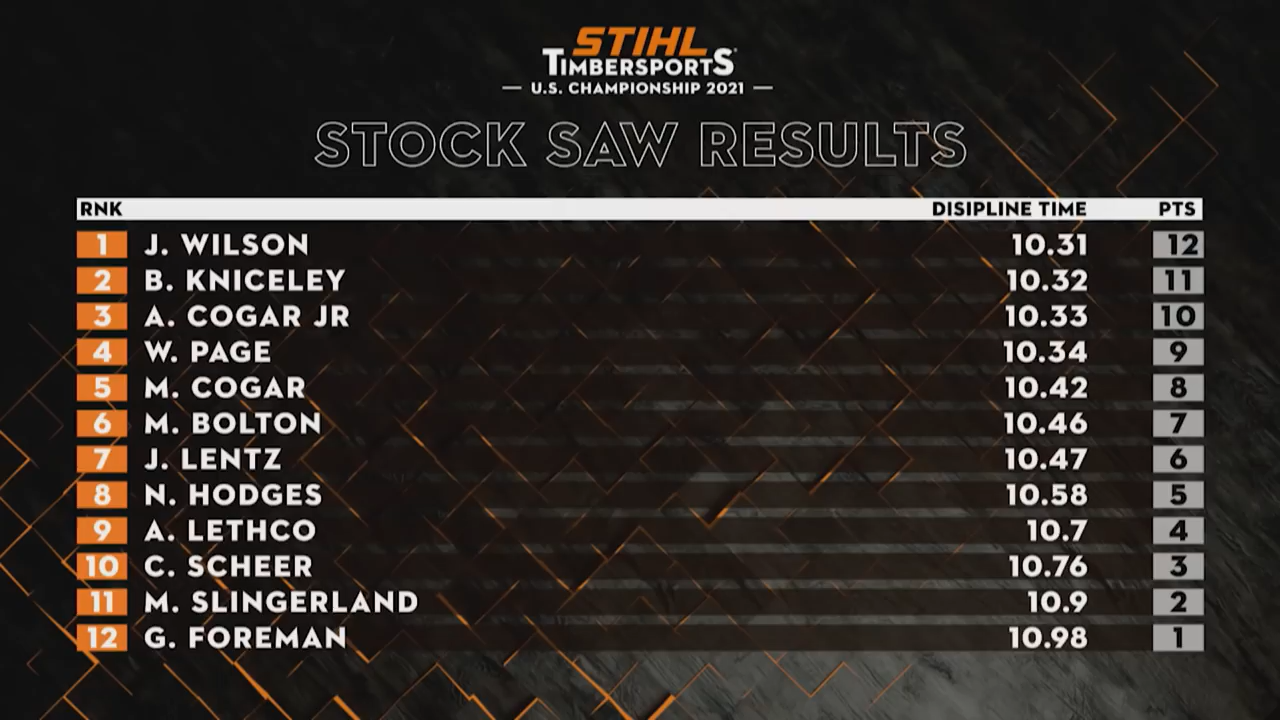 STIHL
TIMBERSPORTS®
— U.S. CHAMPIONSHIP 2021 —
STOCK SAW RESULTS
RNK DISIPLINE TIME PTS
1 J. WILSON 10.31 12
2 B. KNICELEY 10.32 11
3 A. COGAR JR 10.33 10
4 W. PAGE 10.34 9
5 M. COGAR 10.42 8
6 M. BOLTON 10.46 7
7 J. LENTZ 10.47 6
8 N. HODGES 10.58 5
9 A. LETHCO 10.7 4
10 C. SCHEER 10.76 3
11 M. SLINGERLAND 10.9 2
12 G. FOREMAN 10.98 1